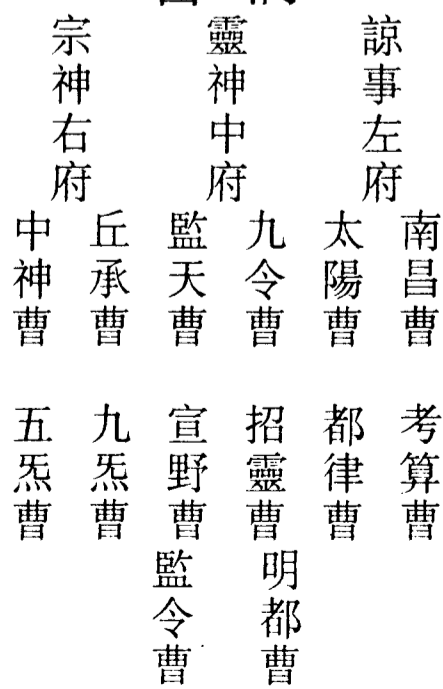 諒事左府
靈神中府
宗神右府
南昌曹
太陽曹
九令曹
監天曹
丘承曹
中神曹
考算曹
都律曹
招靈曹
宣野曹
九炁曹
五炁曹
明都曹
監令曹